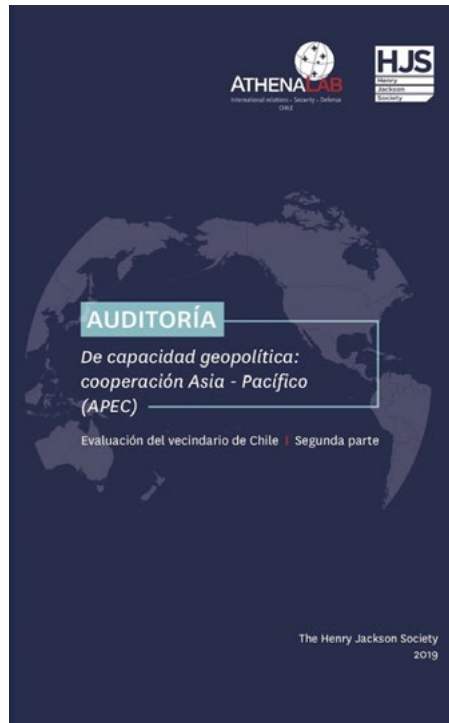 ATHENALAB
International relations - Security - Defense
CHILE
HJS
Henry
Jackson
Society
AUDITORÍA
De capacidad geopolítica:
cooperación Asia - Pacífico
(APEC)
Evaluación del vecindario de Chile | Segunda parte
The Henry Jackson Society
2019